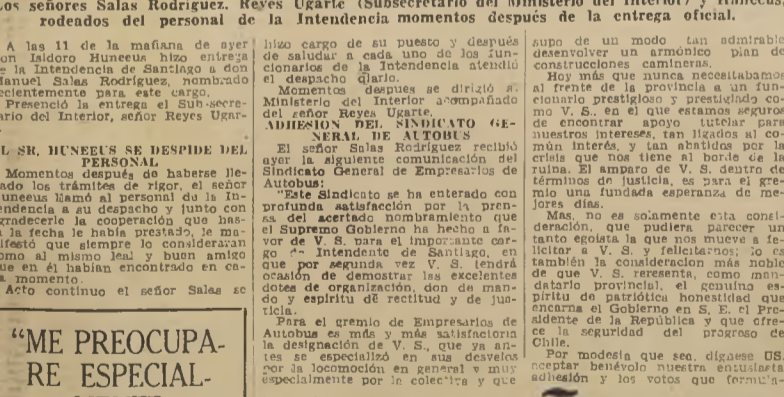 los señores Salas Rodríguez. Reyes Ugarte (Subsecretario del Ministerio del Interior) y Huneeus,
rodeados del personal de la Intendencia momentos después de la entrega oficial.
A las 11 de la mañana de ayer
on Isidoro Huneeus hizo entrega
e la Intendencia de Santiago a don
anuel Salas Rodríguez, nombrado
ecientemente para este cargo.
Presenció la entrega el Sub-secre-
ario del Interior, señor Reyes Ugar-
L SR. HUNEEUS SE DESPIDE DEL
PERSONAL
Momentos después de haberse lle-
ado los trámites de rigor, el señor
uneeus llamó al personal de la In-
endencia a su despacho y junto con
gradecerle la cooperación que has-
a la fecha le había prestado, le ma-
ifestó que siempre lo consideraran
omo al mismo leal y buen amigo
ue en él habían encontrado en ca-
a momento.
Acto continuo el señor Salas se
"ME PREOCUPA-
RE ESPECIAL-
hizo cargo de su puesto y después
de saludar a cada uno de los fun-
cionarios de la Intendencia atendió
el despacho diario.
Momentos después se dirigió al
Ministerio del Interior acompañado
del señor Reyes Ugarte.
ADHESION DEL SINDICATO GE-
NERAL DE AUTOBUS
El señor Salas Rodríguez recibió
ayer la siguiente comunicación del
Sindicato General de Empresarios de
Autobus:
"Este Sindicato se ha enterado con
profunda satisfacción por la pren-
sa del acertado nombramiento que
el Supremo Gobierno ha hecho a fa-
vor de V. S. para el importante car-
go de Intendente de Santiago, en
que por segunda vez V. S. tendrá
ocasión de demostrar las excelentes
dotes de organización, don de man-
do y espíritu de rectitud y de jus-
ticia.
Para el gremio de Empresarios de
Autobus es más y más satisfactoria
la designación de V. S., que ya an-
tes se especializó en sus desvelos
por la locomoción en general y muy
especialmente por la colectiva y que
supo de un modo tan admirable
desenvolver un armónico plan de
construcciones camineras.
Hoy más que nunca necesitábamos
al frente de la provincia a un fun-
cionario prestigioso y prestigiado co-
mo V. S., en el que estamos seguros
de encontrar apoyo tutelar para
nuestros intereses, tan ligados al co-
mún interés, y tan abatidos por la
crisis que nos tiene al borde de la
ruina. El amparo de V. S. dentro de
términos de justicia, es para el gre-
mio una fundada esperanza de me-
jores días.
Mas, no es solamente esta consi-
deración, que pudiera parecer un
tanto egoísta la que nos mueve a fe-
licitar a V. S. y felicitarnos; lo es
también la consideración más noble
de que V. S. reresenta, como man-
datario provincial, el genuino es-
píritu de patriótica honestidad que
encarna el Gobierno en S. E. el Pre-
sidente de la República y que ofre-
ce la seguridad del progreso de
Chile.
Por modesta que sea, dígnese US
aceptar benévolo nuestra entusiasta
adhesión y los votos que formula-